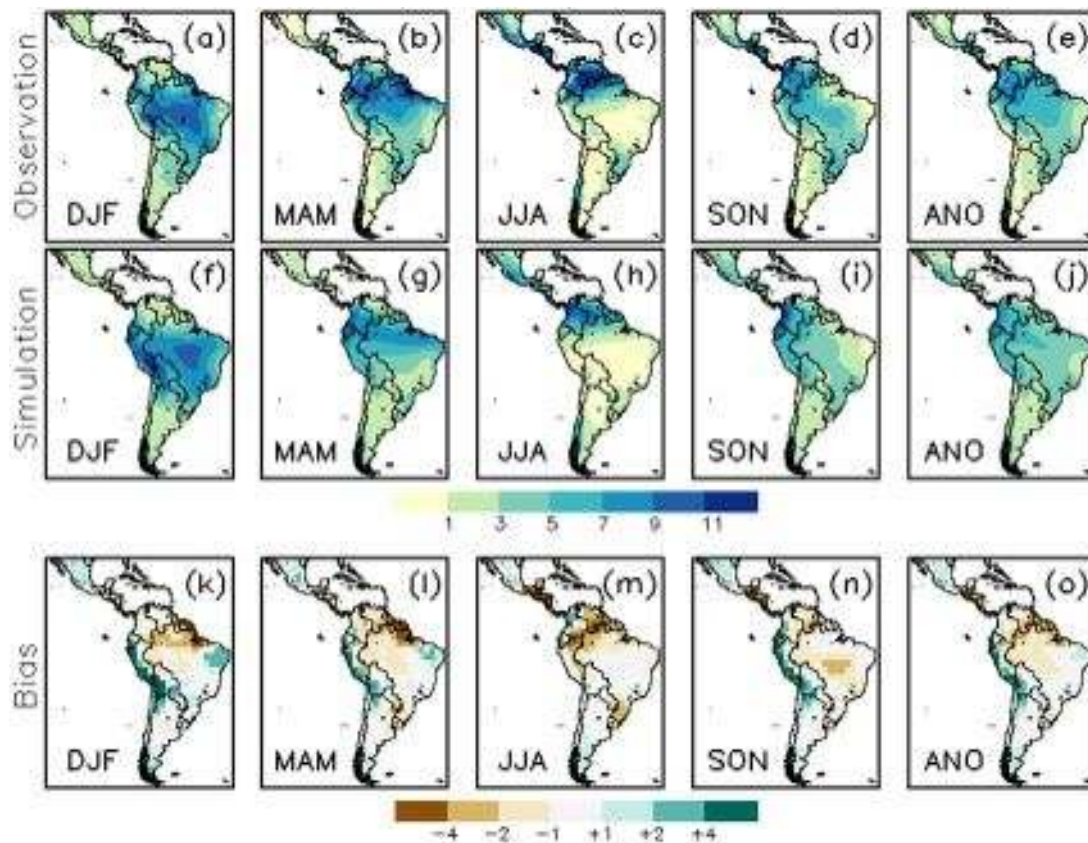 Observation
(a) (b) (c) (d) (e)
DJF MAM JJA SON ANO
Simulation
(f) (g) (h) (i) (j)
DJF MAM JJA SON ANO
1 3 5 7 9 11
Bias
(k) (l) (m) (n) (o)
DJF MAM JJA SON ANO
-4 -2 -1 +1 +2 +4